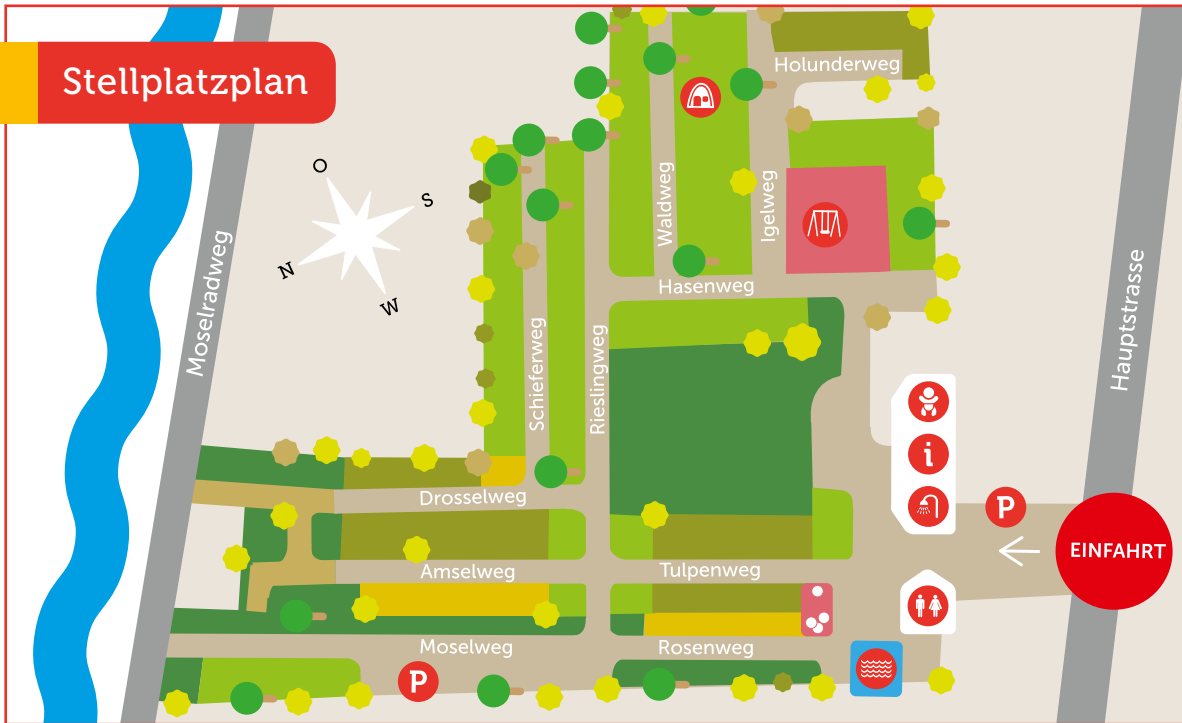 Stellplatzplan
Holunderweg
O
S
N
W
Moselradweg
Waldweg
Igelweg
Hasenweg
Hauptstrasse
Schieferweg
Rieslingweg
i
Drosselweg
P
EINFAHRT
Amselweg
Tulpenweg
Moselweg
Rosenweg
P